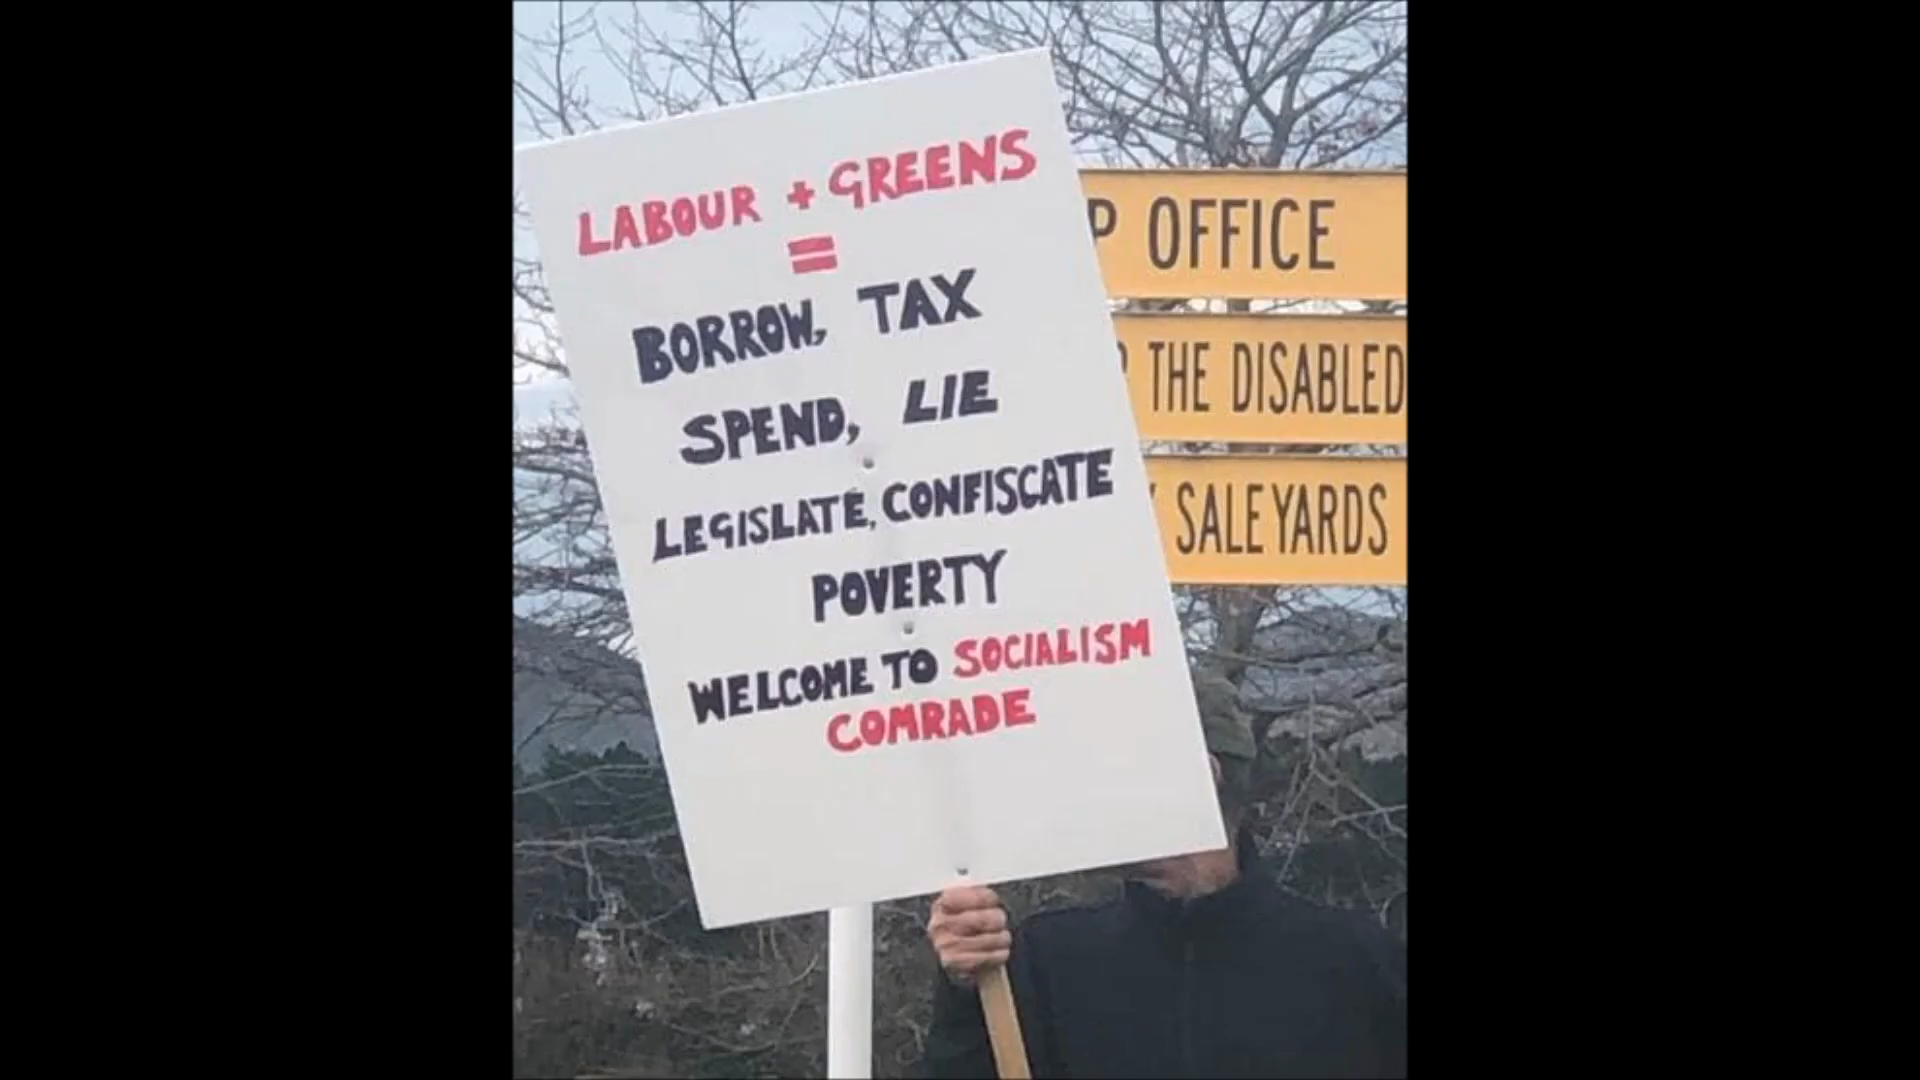 LABOUR + GREENS
=
BORROW, TAX
SPEND, LIE
LEGISLATE, CONFISCATE
POVERTY
WELCOME TO SOCIALISM
COMRADE
P OFFICE
THE DISABLED
SALEYARDS